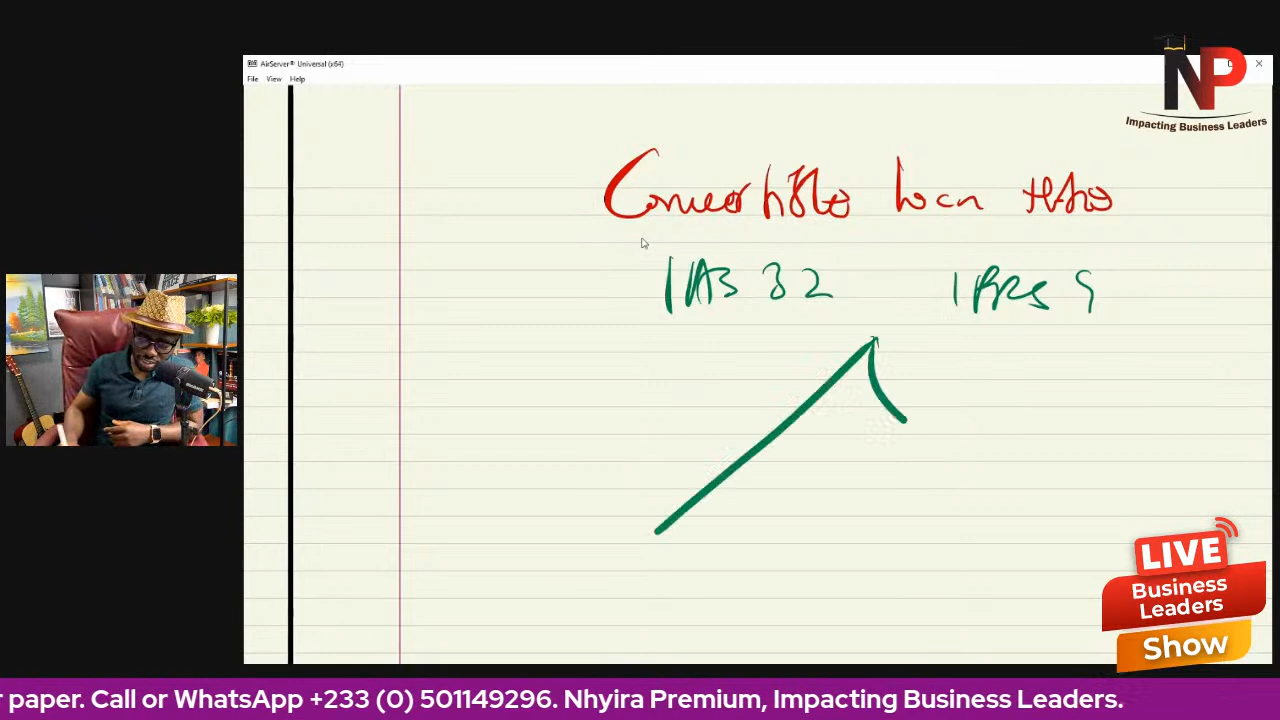 AirServer® Universal (x64)
File View Help
NP
Impacting Business Leaders
Convertible loan
IAS 32 IFRS 9
LIVE
Business
Leaders
Show
r paper. Call or WhatsApp +233 (0) 501149296. Nhyira Premium, Impacting Business Leaders.